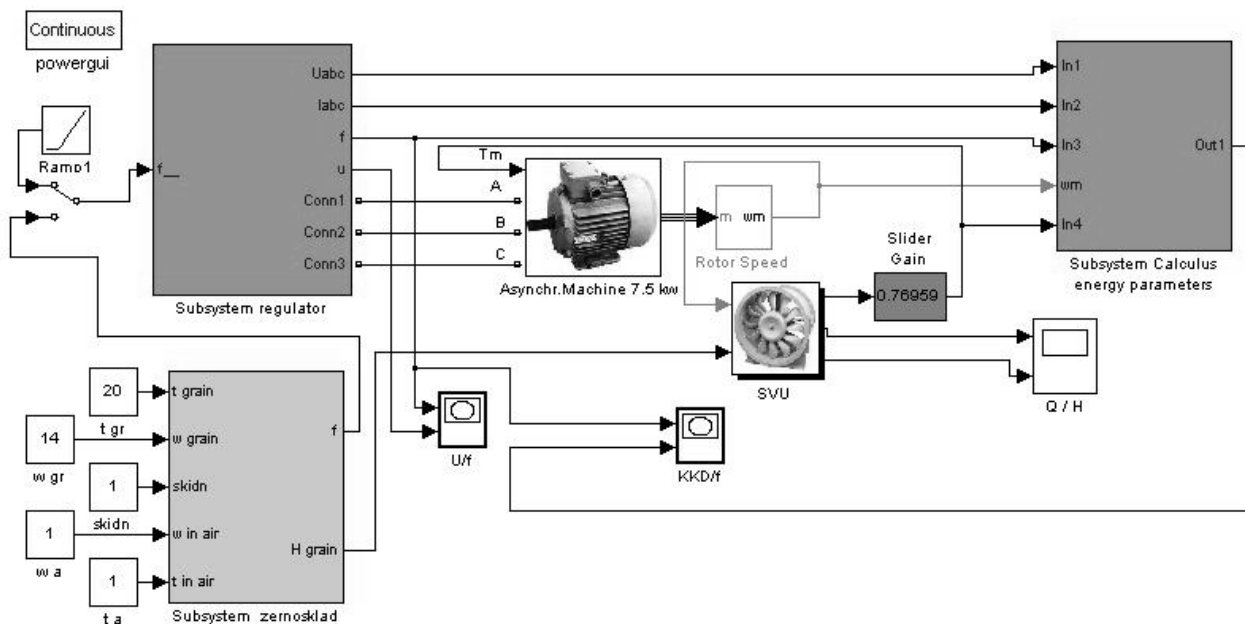 Continuous
powergui
Ramp1
f__
Uabc
Iabc
f
u
Conn1
Conn2
Conn3
Subsystem regulator
Tm
A
B
C
Asynchr.Machine 7.5 kw
m wm
Rotor Speed
Slider
Gain
0.76959
In1
In2
In3
wm
In4
Out1
Subsystem Calculus
energy parameters
SVU
Q / H
U/f
KKD/f
20
t gr
14
w gr
1
skidn
1
w a
1
t a
t grain
w grain
skidn
w in air
t in air
f
H grain
Subsystem zernosklad